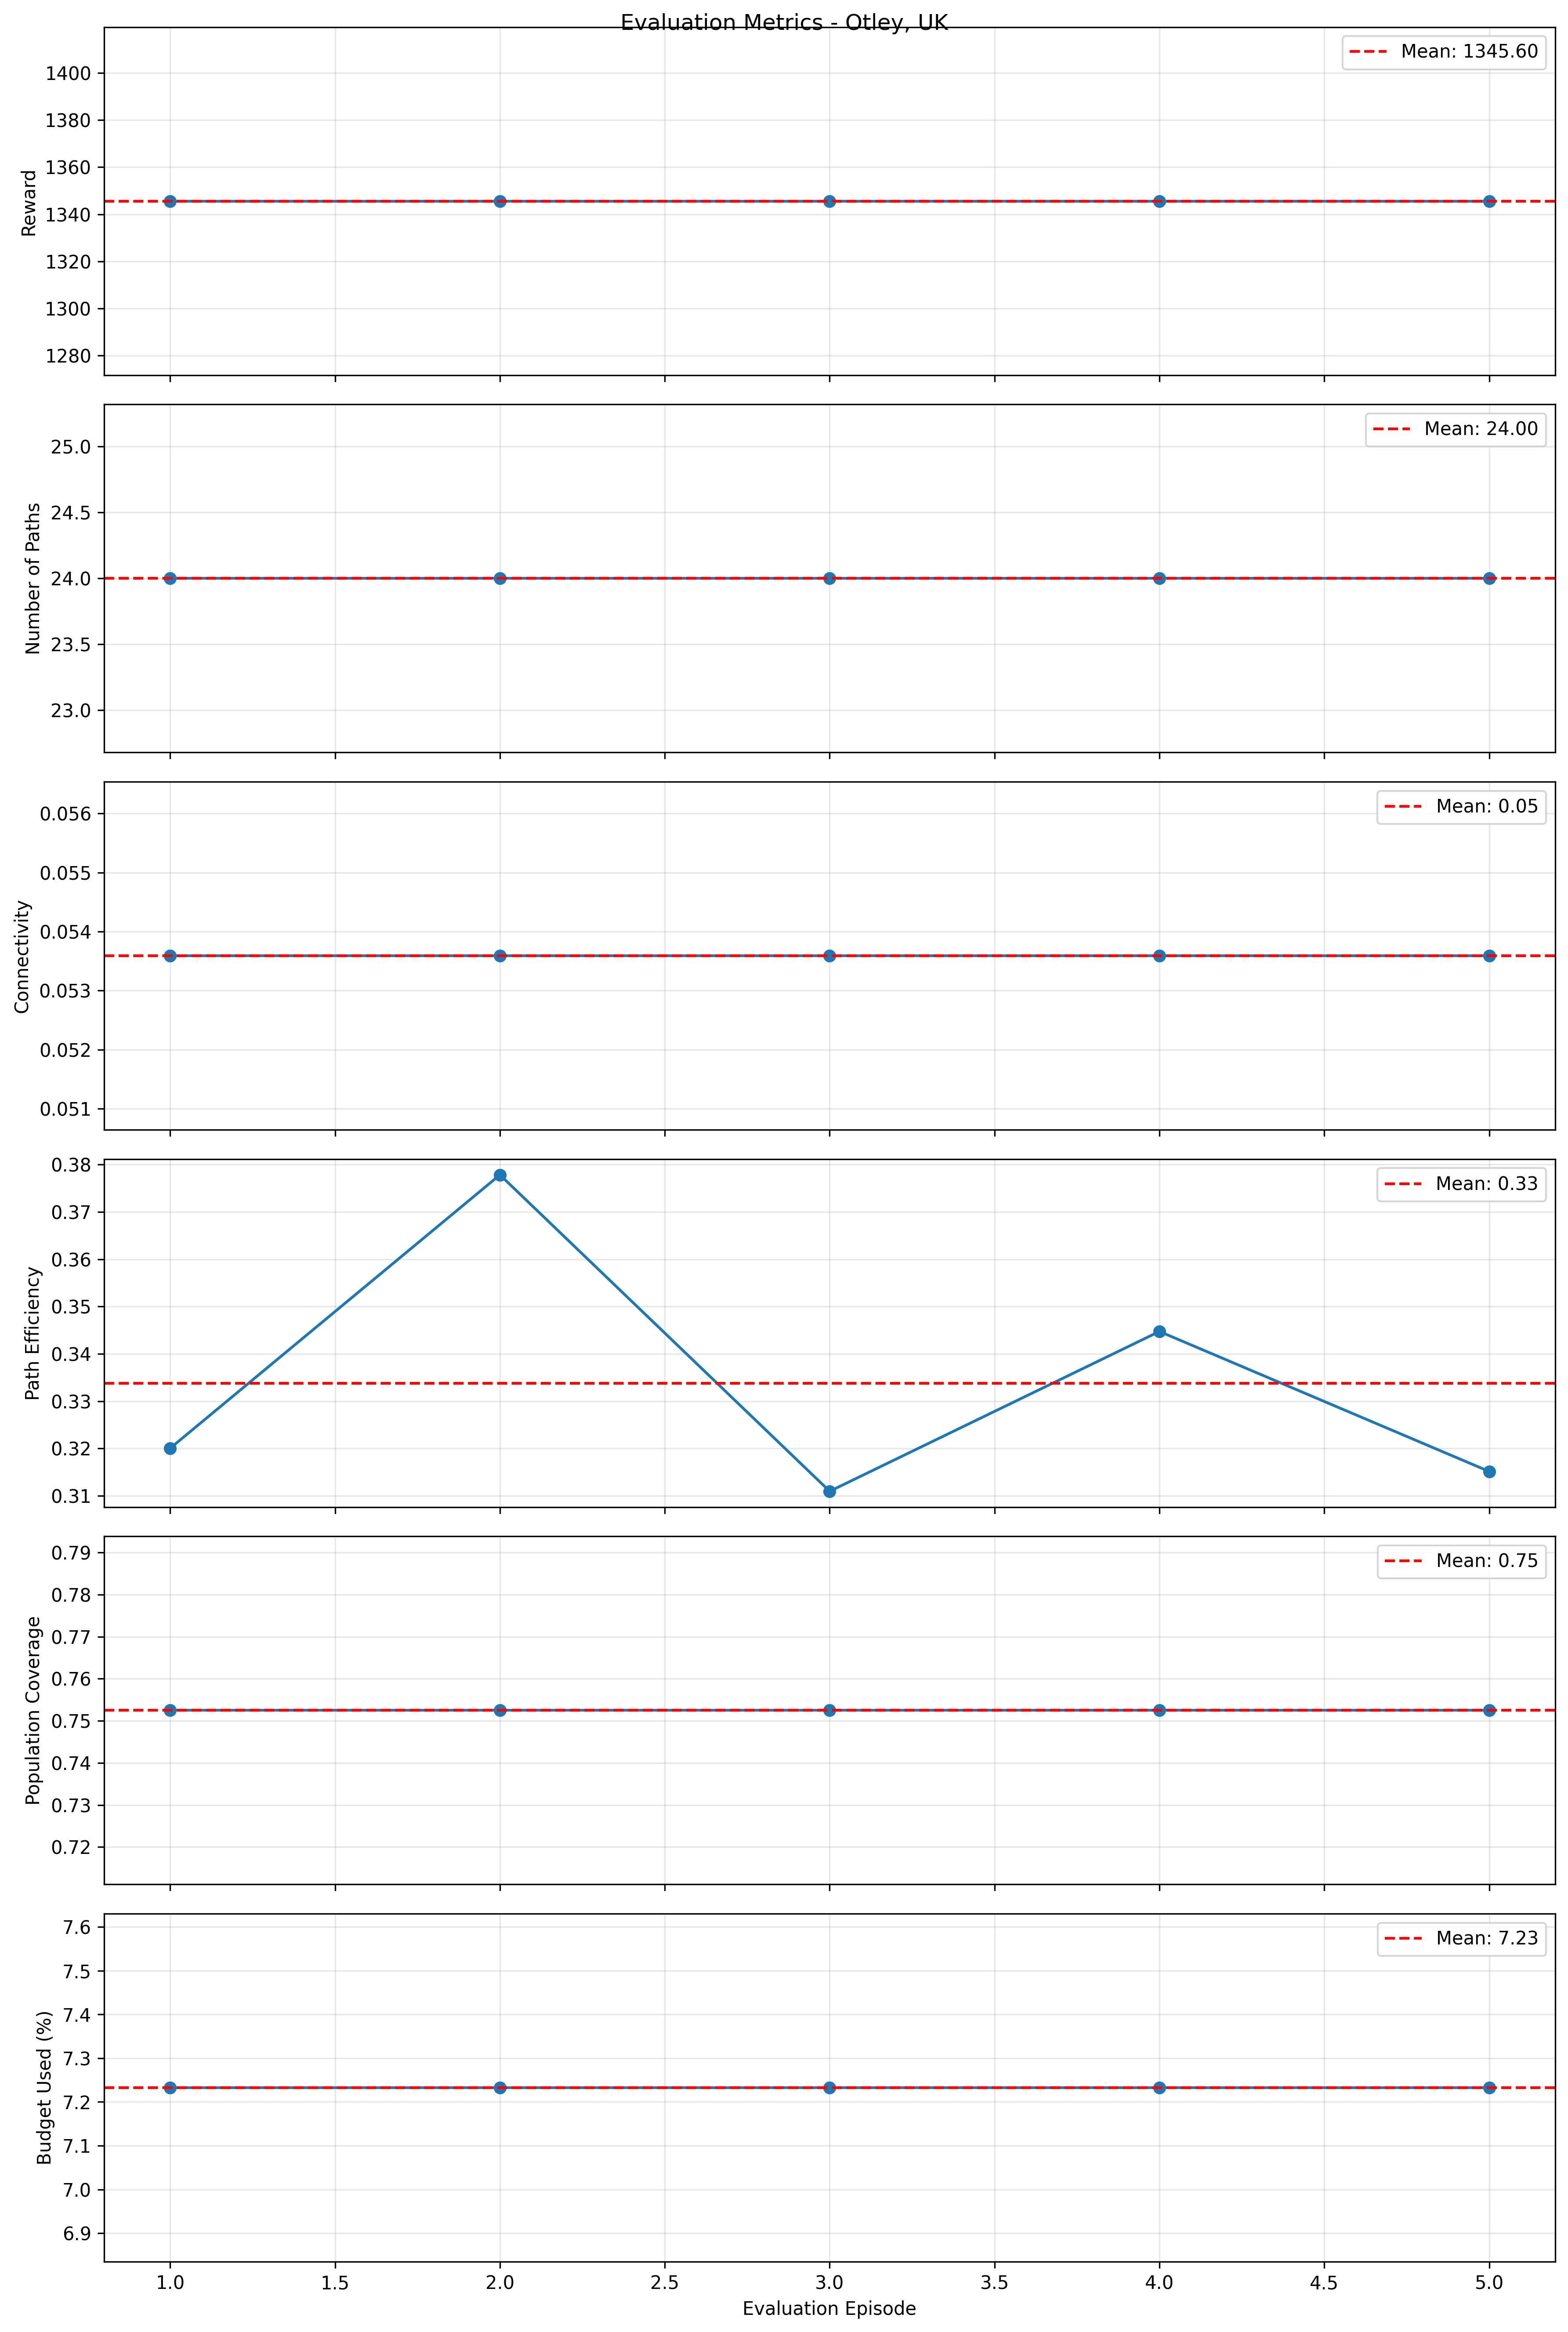 Evaluation Metrics - Otley, UK
Mean: 1345.60
Reward
1400
1380
1360
1340
1320
1300
1280
Mean: 24.00
Number of Paths
25.0
24.5
24.0
23.5
23.0
Mean: 0.05
Connectivity
0.056
0.055
0.054
0.053
0.052
0.051
Mean: 0.33
Path Efficiency
0.38
0.37
0.36
0.35
0.34
0.33
0.32
0.31
Mean: 0.75
Population Coverage
0.79
0.78
0.77
0.76
0.75
0.74
0.73
0.72
Mean: 7.23
Budget Used (%)
7.6
7.5
7.4
7.3
7.2
7.1
7.0
6.9
1.0 1.5 2.0 2.5 3.0 3.5 4.0 4.5 5.0
Evaluation Episode